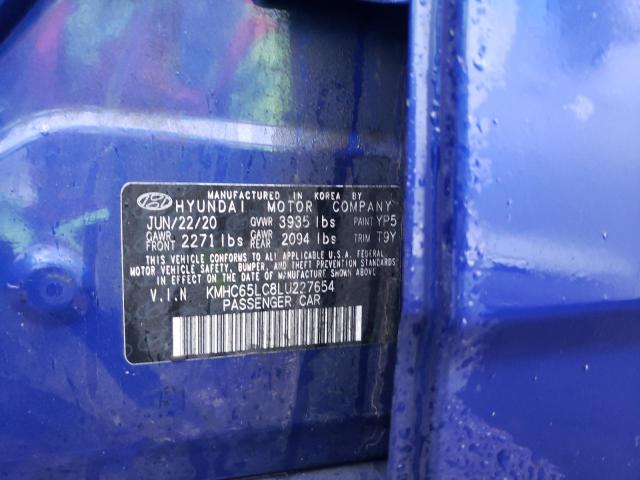 MANUFACTURED IN KOREA BY
HYUNDAI MOTOR COMPANY
JUN/22/20 GVWR 3935 lbs PAINT YP5
GAWR FRONT 2271 lbs GAWR REAR 2094 lbs TRIM T9Y
THIS VEHICLE CONFORMS TO ALL APPLICABLE U.S.A. FEDERAL
MOTOR VEHICLE SAFETY, BUMPER, AND THEFT PREVENTION STANDARDS
IN EFFECT ON THE DATE OF MANUFACTURE SHOWN ABOVE.
V.I.N KMHC65LC8LU227654
PASSENGER CAR